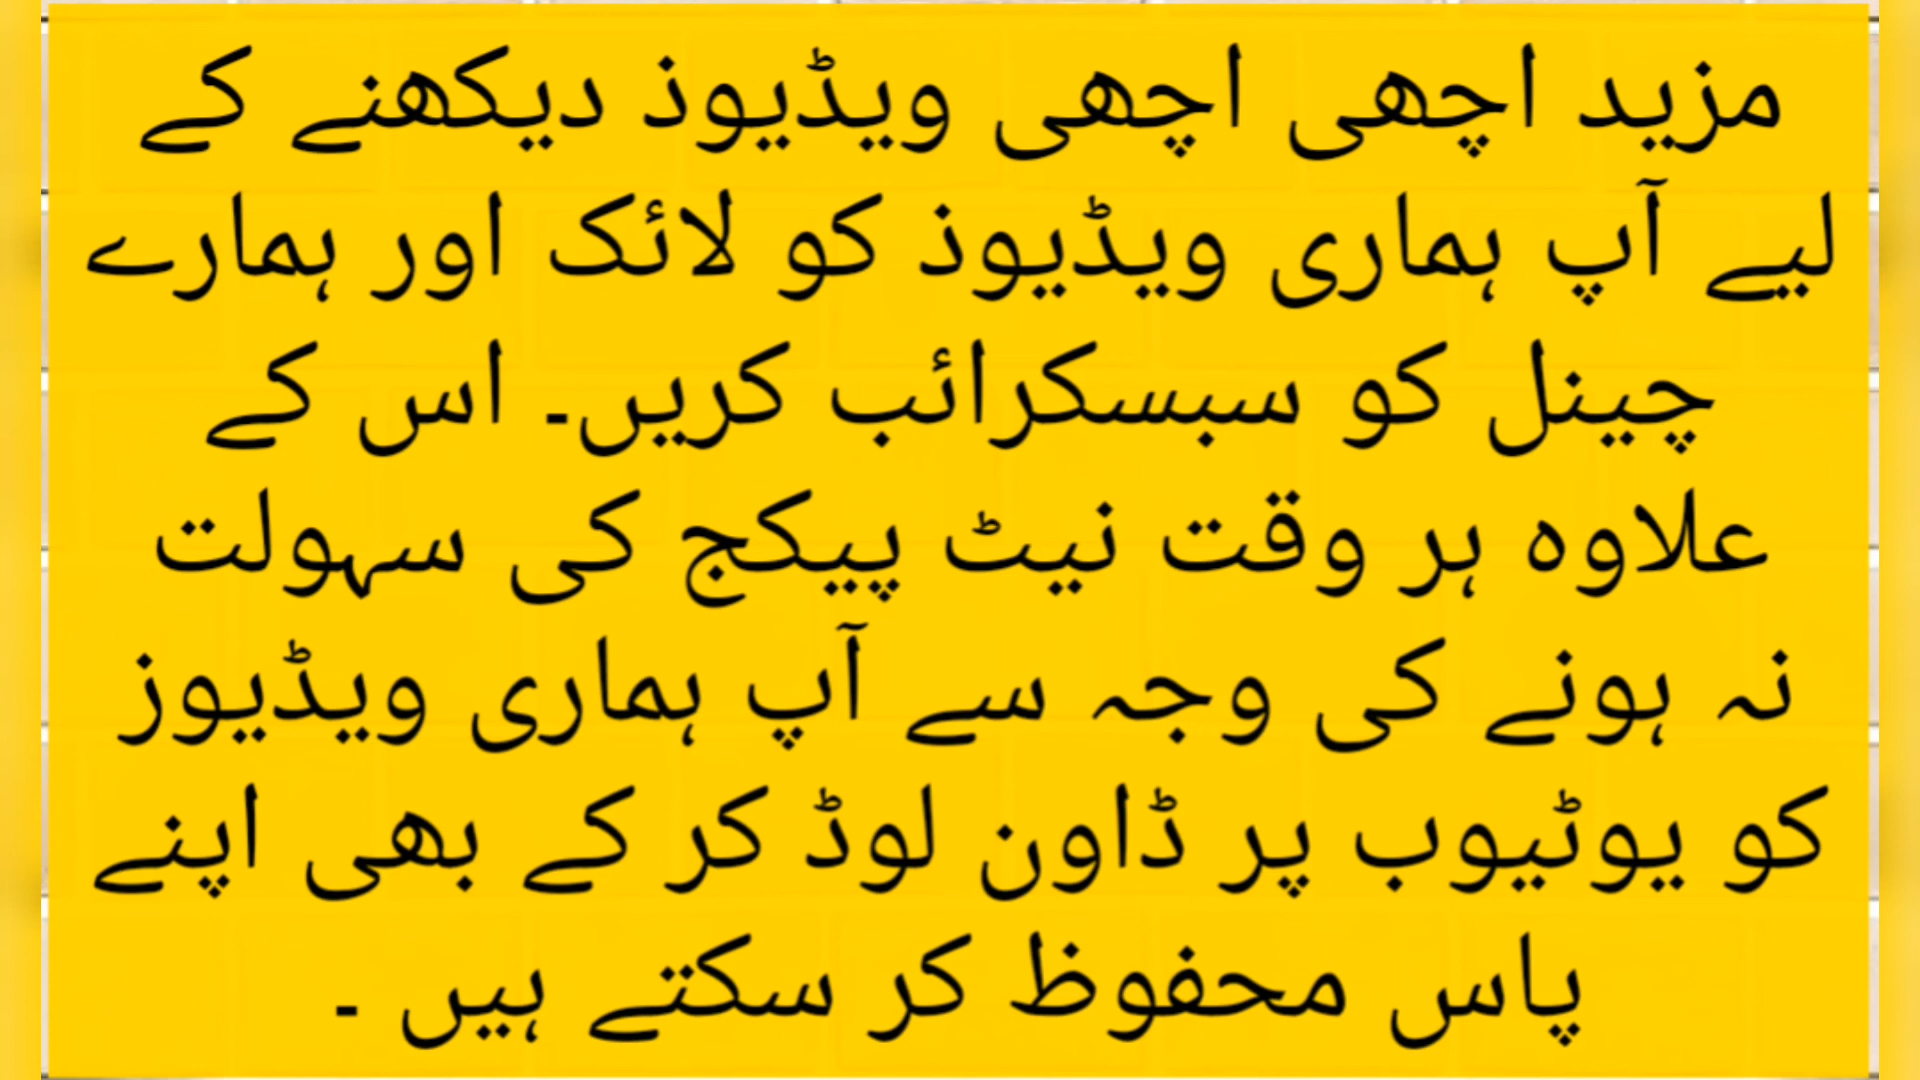 مزید اچھی اچھی ویڈیوذ دیکھنے کے
لیے آپ ہماری ویڈیوذ کو لائک اور ہمارے
چینل کو سبسکرائب کریں۔ اس کے
علاوہ ہر وقت نیٹ پیکج کی سہولت
نہ ہونے کی وجہ سے آپ ہماری ویڈیوز
کو یوٹیوب پر ڈاون لوڈ کر کے بھی اپنے
پاس محفوظ کر سکتے ہیں ۔